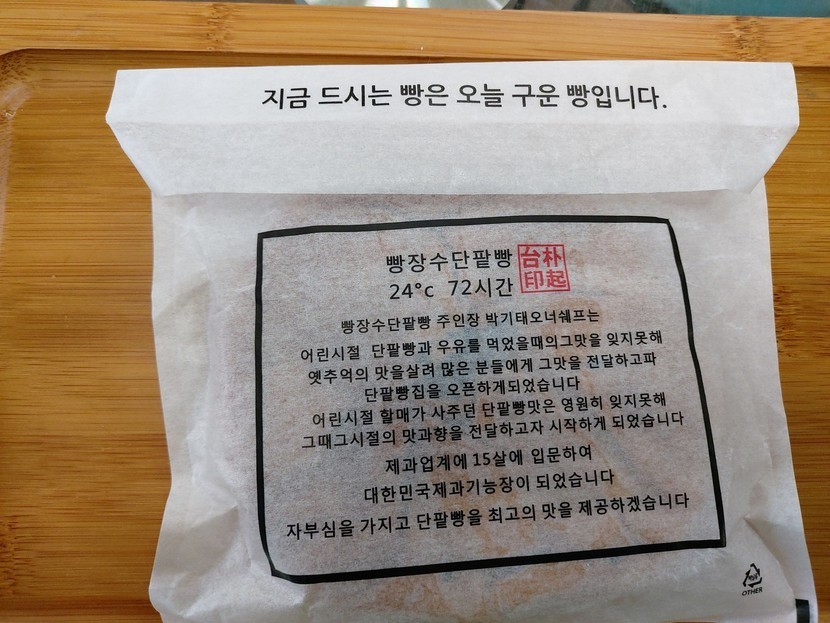 지금 드시는 빵은 오늘 구운 빵입니다.
빵장수단팥빵
24°c 72시간
台朴
印起
빵장수단팥빵 주인장 박기태오너쉐프는
어린시절 단팥빵과 우유를 먹었을때의그맛을 잊지못해
옛추억의 맛을살려 많은 분들에게 그맛을 전달하고파
단팥빵집을 오픈하게되었습니다
어린시절 할매가 사주던 단팥빵맛은 영원히 잊지못해
그때그시절의 맛과향을 전달하고자 시작하게 되었습니다
제과업계에 15살에 입문하여
대한민국제과기능장이 되었습니다
자부심을 가지고 단팥빵을 최고의 맛을 제공하겠습니다
OTHER